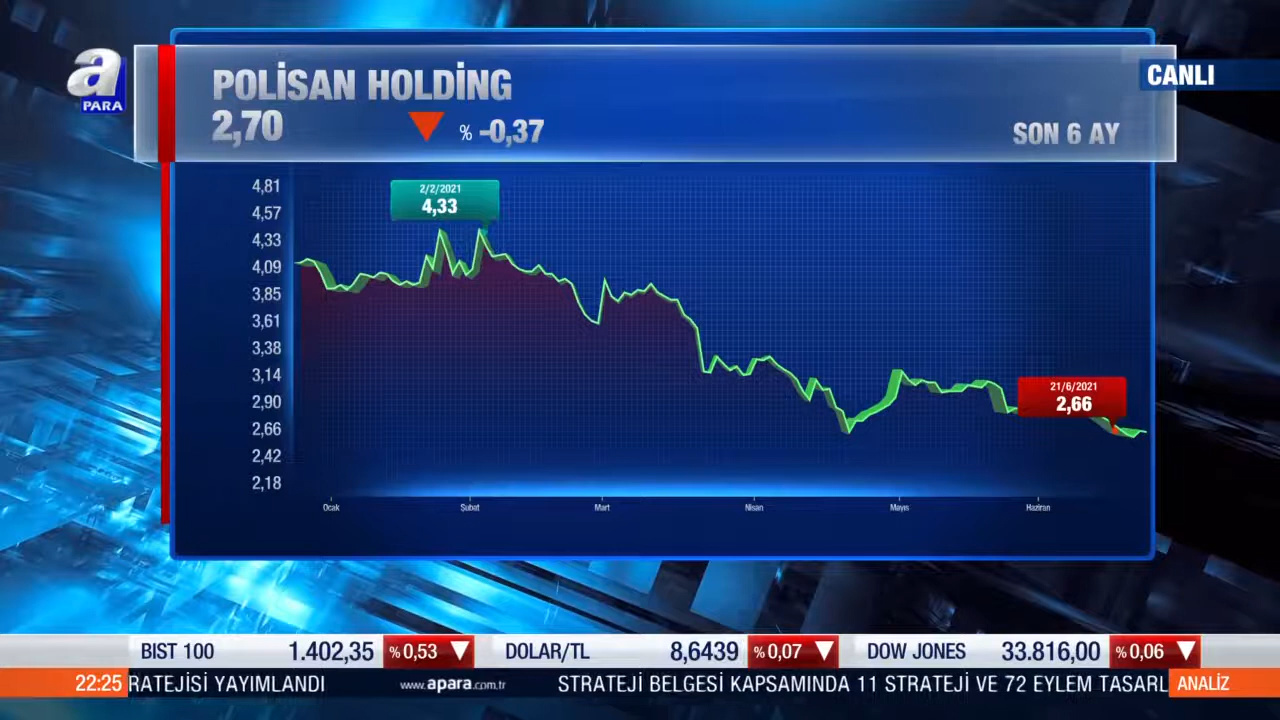 a
PARA
POLİSAN HOLDİNG
CANLI
2,70
% -0,37
SON 6 AY
4,81
4,57
4,33
4,09
3,85
3,61
3,38
3,14
2,90
2,66
2,42
2,18
2/2/2021
4,33
21/6/2021
2,66
Ocak Şubat Mart Nisan Mayıs Haziran
BIST 100 1.402,35 %0,53 DOLAR/TL 8,6439 %0,07 DOW JONES 33.816,00 %0,06
22:25 RATEJİSİ YAYIMLANDI www.apara.com.tr STRATEJİ BELGESİ KAPSAMINDA 11 STRATEJİ VE 72 EYLEM TASARL ANALİZ